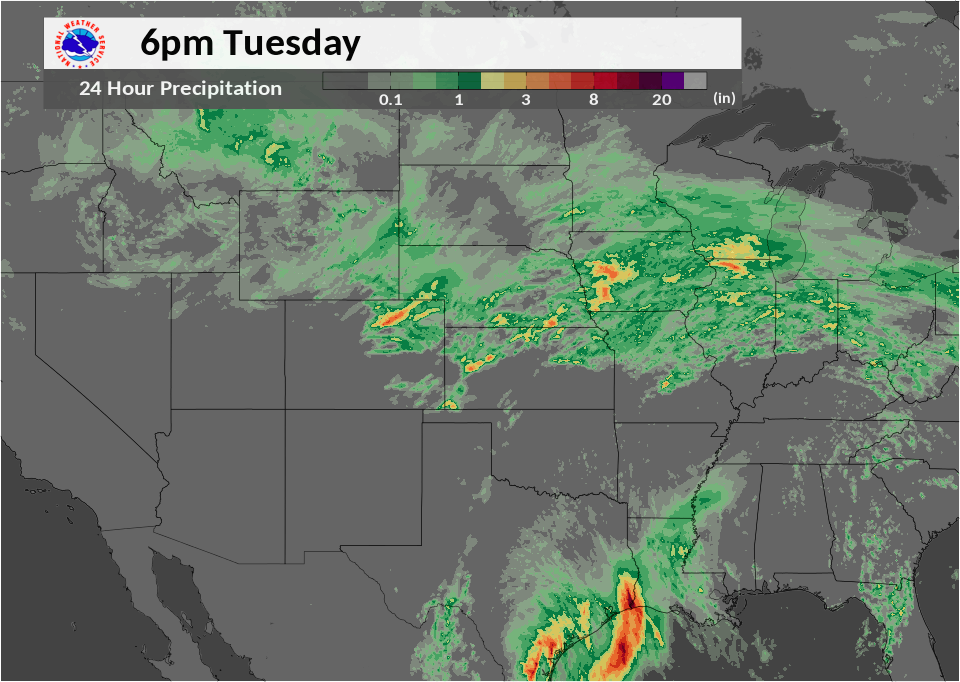 NATIONAL WEATHER SERVICE
6pm Tuesday
24 Hour Precipitation
0.1 1 3 8 20 (in)